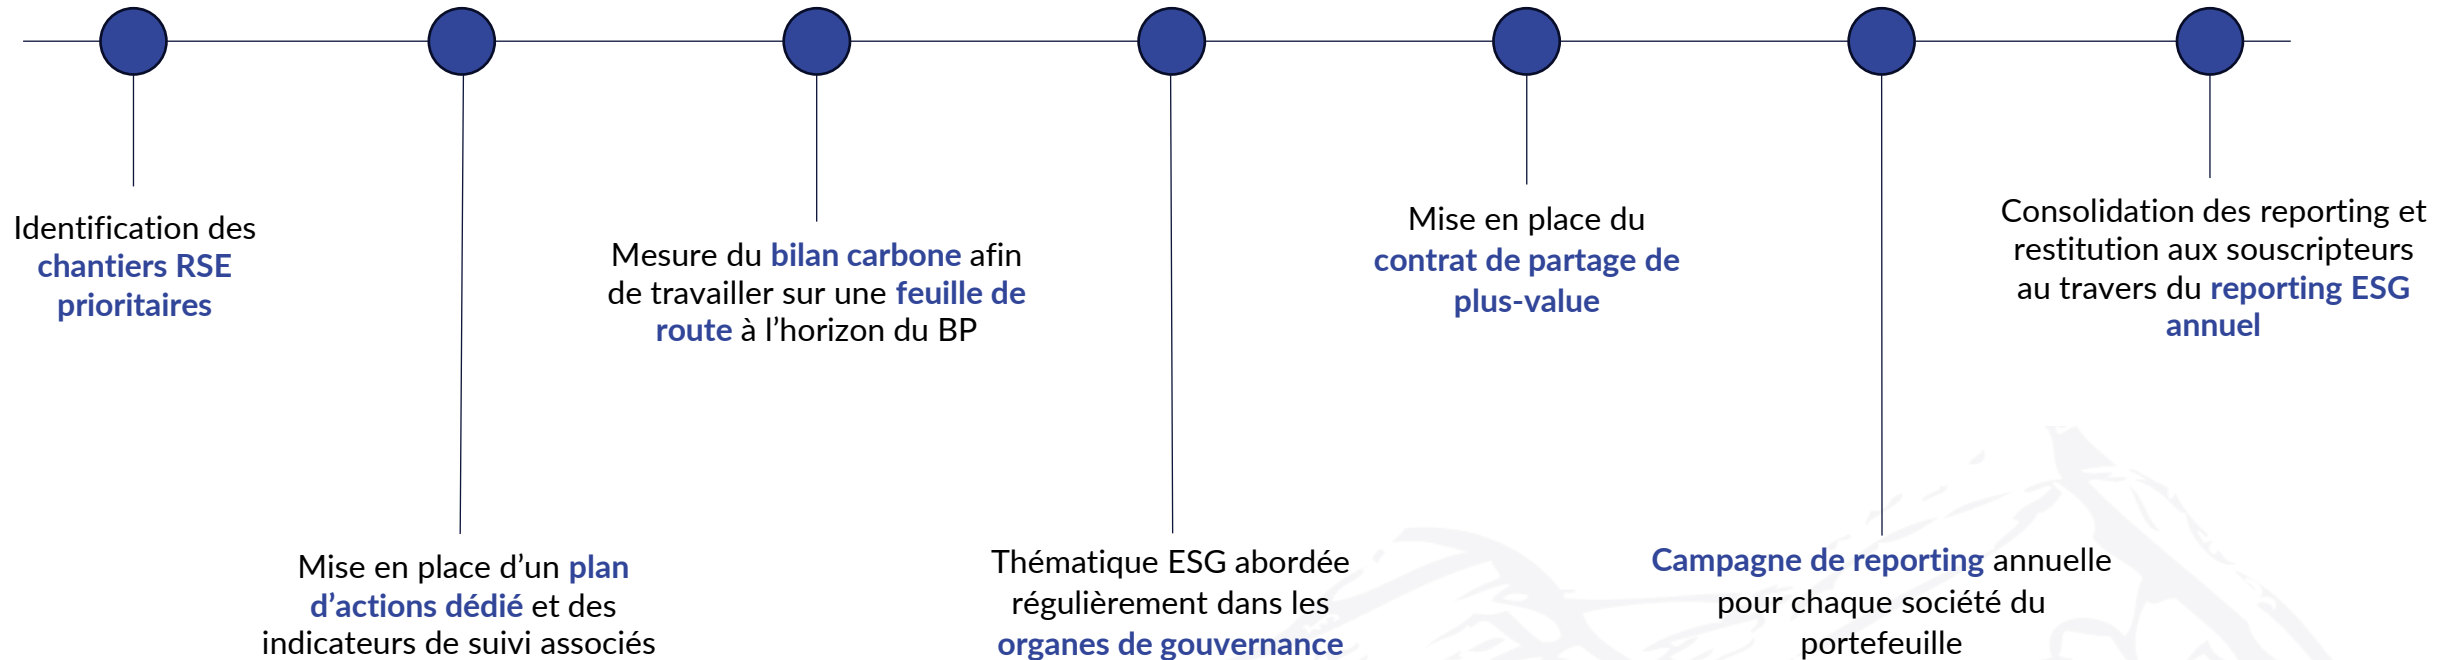 Identification des
chantiers RSE
prioritaires
Mise en place d’un plan
d’actions dédié et des
indicateurs de suivi associés
Mesure du bilan carbone afin
de travailler sur une feuille de
route à l’horizon du BP
Thématique ESG abordée
régulièrement dans les
organes de gouvernance
Mise en place du
contrat de partage de
plus-value
Campagne de reporting annuelle
pour chaque société du
portefeuille
Consolidation des reporting et
restitution aux souscripteurs
au travers du reporting ESG
annuel